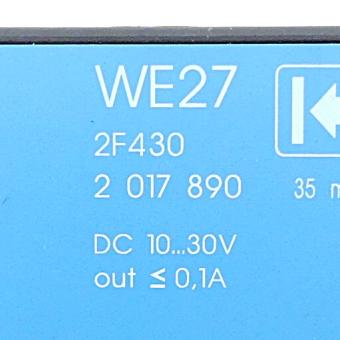 WE27
2F430
2 017 890
35 m
DC 10...30V
out ≤ 0,1A